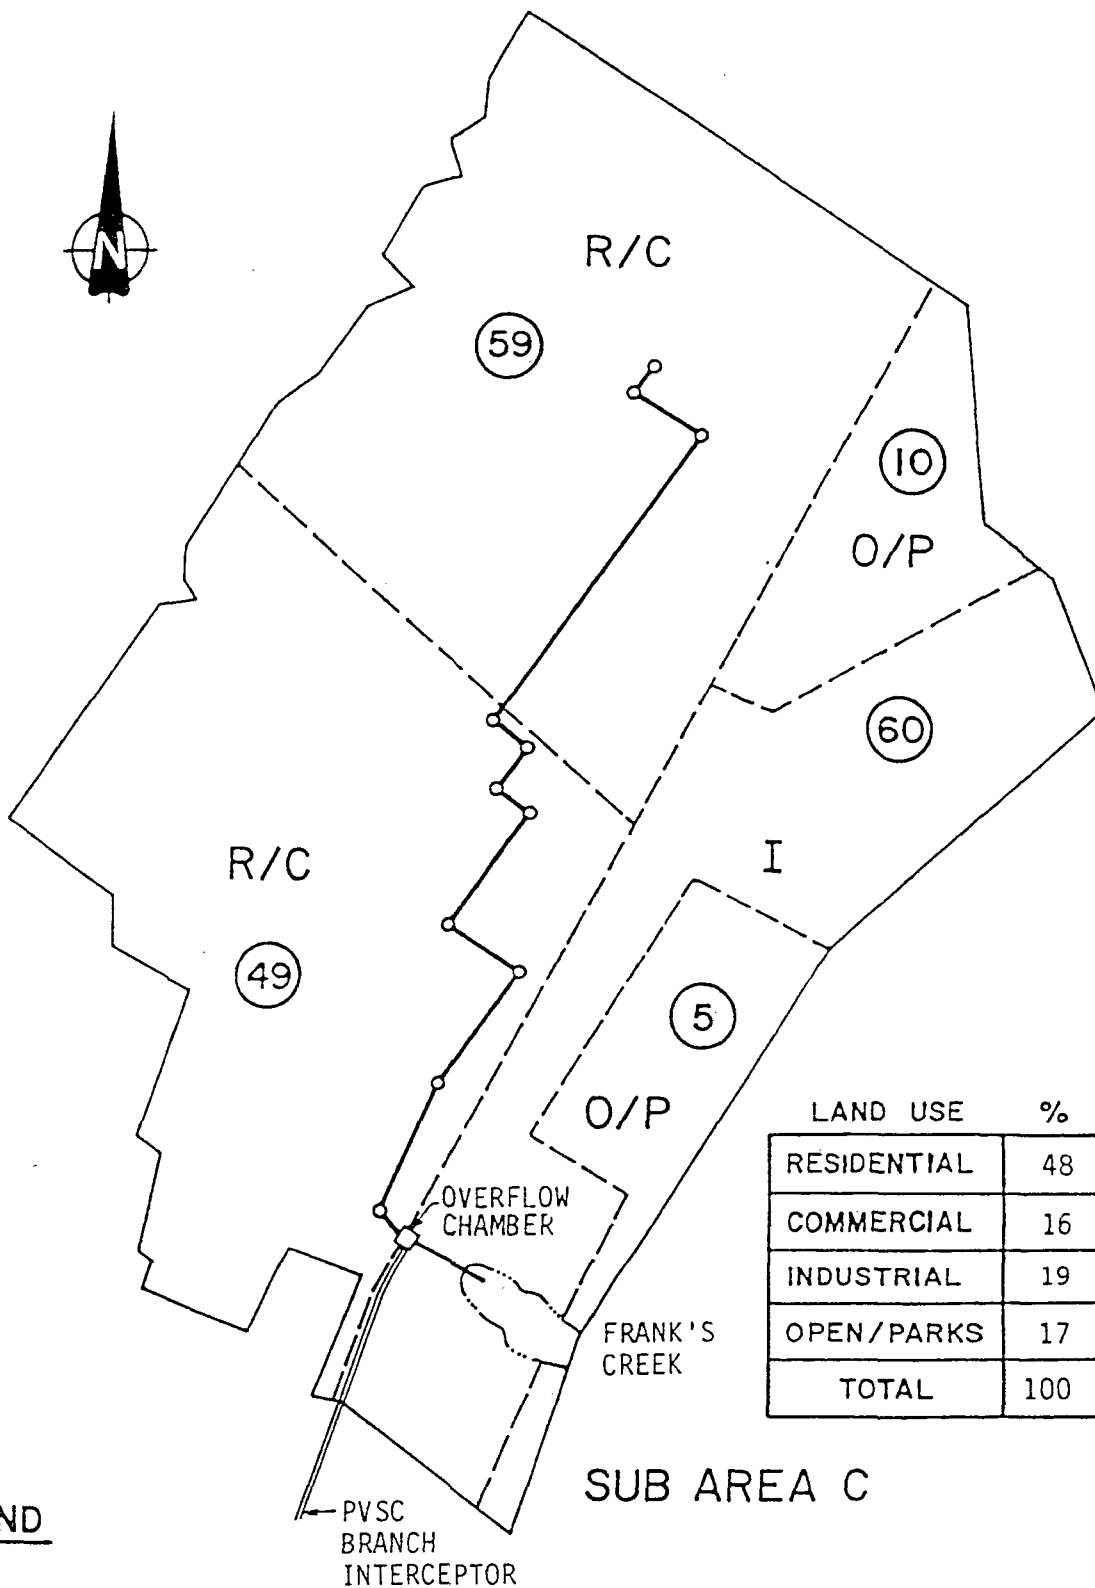 N
R/C
59
10
O/P
60
I
R/C
49
5
O/P
LAND USE %
RESIDENTIAL 48
COMMERCIAL 16
INDUSTRIAL 19
OPEN/PARKS 17
TOTAL 100
OVERFLOW
CHAMBER
FRANK'S
CREEK
SUB AREA C
PVSC
BRANCH
INTERCEPTOR
ND